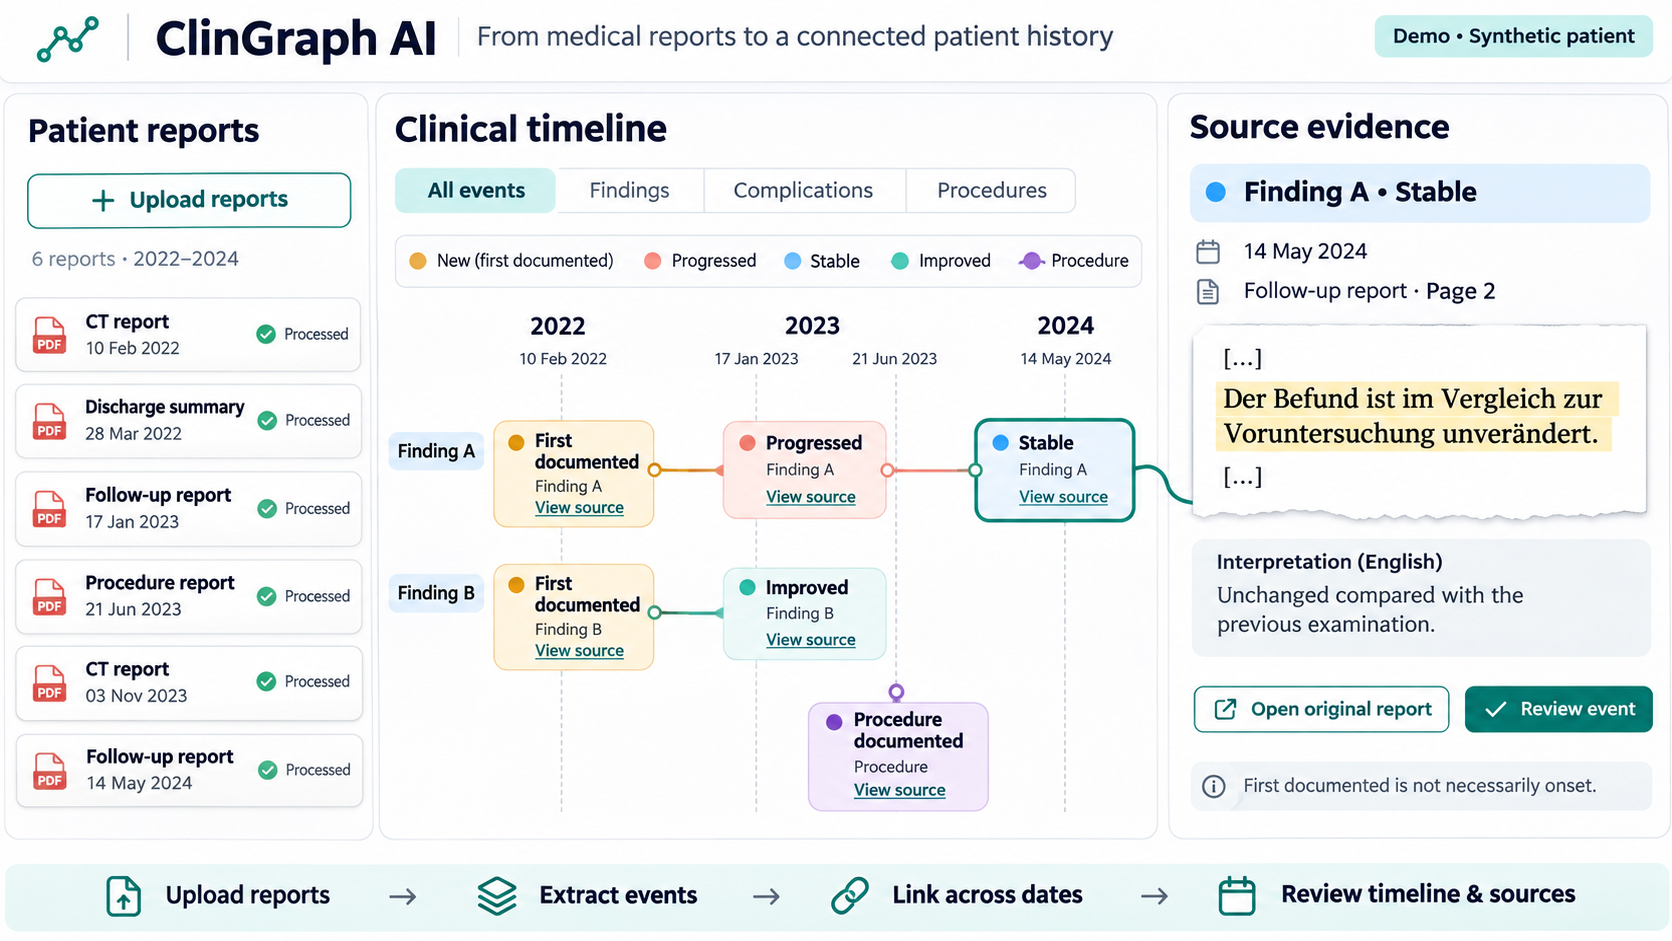 ClinGraph AI
From medical reports to a connected patient history
Demo • Synthetic patient
Patient reports
+ Upload reports
6 reports · 2022–2024
PDF
CT report
10 Feb 2022
Processed
PDF
Discharge summary
28 Mar 2022
Processed
PDF
Follow-up report
17 Jan 2023
Processed
PDF
Procedure report
21 Jun 2023
Processed
PDF
CT report
03 Nov 2023
Processed
PDF
Follow-up report
14 May 2024
Processed
Clinical timeline
All events
Findings
Complications
Procedures
New (first documented)
Progressed
Stable
Improved
Procedure
2022
2023
2024
10 Feb 2022
17 Jan 2023
21 Jun 2023
14 May 2024
Finding A
First
documented
Finding A
View source
Progressed
Finding A
View source
Stable
Finding A
View source
Finding B
First
documented
Finding B
View source
Improved
Finding B
View source
Procedure
documented
Procedure
View source
Source evidence
Finding A • Stable
14 May 2024
Follow-up report · Page 2
[...]
Der Befund ist im Vergleich zur
Voruntersuchung unverändert.
[...]
Interpretation (English)
Unchanged compared with the
previous examination.
Open original report
Review event
First documented is not necessarily onset.
Upload reports
→
Extract events
→
Link across dates
→
Review timeline & sources